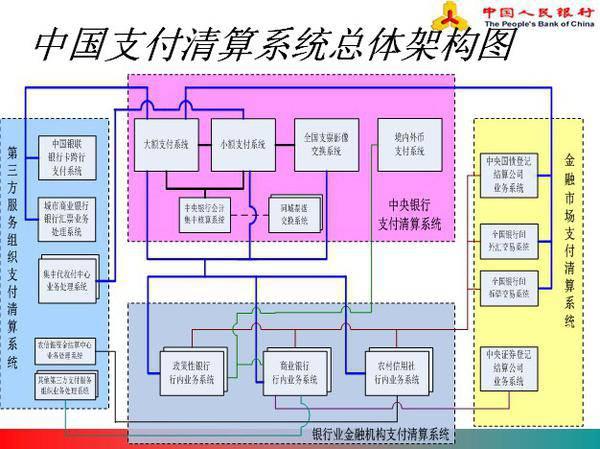 中国人民银行
The People's Bank of China
中国支付清算系统总体架构图
第三方服务组织支付清算系统
中国银联
银行卡跨行
支付系统
城市商业银行
银行汇票业务
处理系统
集中代收付中心
业务处理系统
农信银资金结算中心
业务处理系统
其他第三方支付服务
组织业务处理系统
大额支付系统
小额支付系统
全国支票影像
交换系统
境内外币
支付系统
中央银行会计
集中核算系统
同城票据
交换系统
中央银行
支付清算系统
政策性银行
行内业务系统
商业银行
行内业务系统
农村信用社
行内业务系统
银行业金融机构支付清算系统
中央国债登记
结算公司
业务系统
全国银行间
外汇交易系统
全国银行间
拆借交易系统
中央证券登记
结算公司
业务系统
金融市场支付清算系统